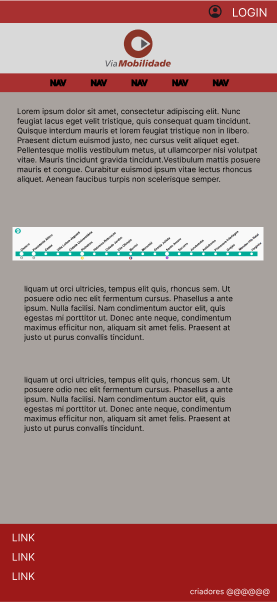 LOGIN
ViaMobilidade
NAV NAV NAV NAV NAV
Lorem ipsum dolor sit amet, consectetur adipiscing elit. Nunc
feugiat lacus eget velit tristique, quis consequat quam tincidunt.
Quisque interdum mauris et lorem feugiat tristique non in libero.
Praesent dictum euismod justo, nec cursus velit aliquet eget.
Pellentesque mollis vestibulum metus, ut ullamcorper nisi volutpat
vitae. Mauris tincidunt gravida tincidunt.Vestibulum mattis posuere
mauris et congue. Curabitur eget lectus rhoncus
aliquet. Aenean faucibus turpis non scelerisque semper.
liquam ut orci ultricies, tempus elit quis, rhoncus sem. Ut
posuere odio nec elit fermentum cursus. Phasellus a ante
ipsum. Nulla facilisi. Nam condimentum auctor elit, quis
egestas mi porttitor ut. Donec ante neque, condimentum
maximus efficitur non, aliquam sit amet felis. Praesent at
justo ut purus convallis tincidunt.
liquam ut orci ultricies, tempus elit quis, rhoncus sem. Ut
posuere odio nec elit fermentum cursus. Phasellus a ante
ipsum. Nulla facilisi. Nam condimentum auctor elit, quis
egestas mi porttitor ut. Donec ante neque, condimentum
maximus efficitur non, aliquam sit amet felis. Praesent at
justo ut purus convallis tincidunt.
LINK
LINK
LINK
criadores @@@@@@